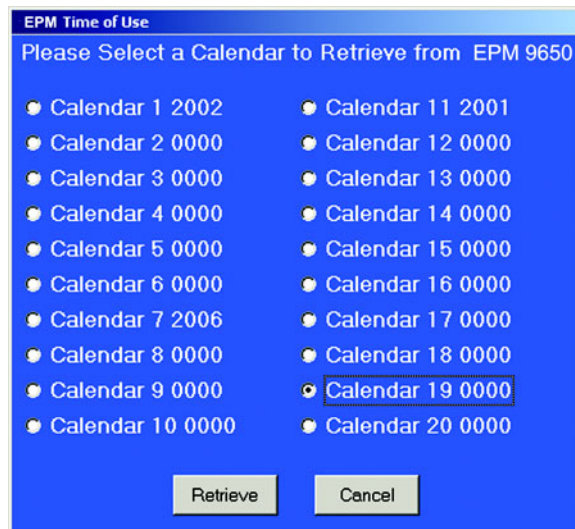 EPM Time of Use
Please Select a Calendar to Retrieve from EPM 9650
Calendar 1 2002
Calendar 2 0000
Calendar 3 0000
Calendar 4 0000
Calendar 5 0000
Calendar 6 0000
Calendar 7 2006
Calendar 8 0000
Calendar 9 0000
Calendar 10 0000
Calendar 11 2001
Calendar 12 0000
Calendar 13 0000
Calendar 14 0000
Calendar 15 0000
Calendar 16 0000
Calendar 17 0000
Calendar 18 0000
Calendar 19 0000
Calendar 20 0000
Retrieve
Cancel